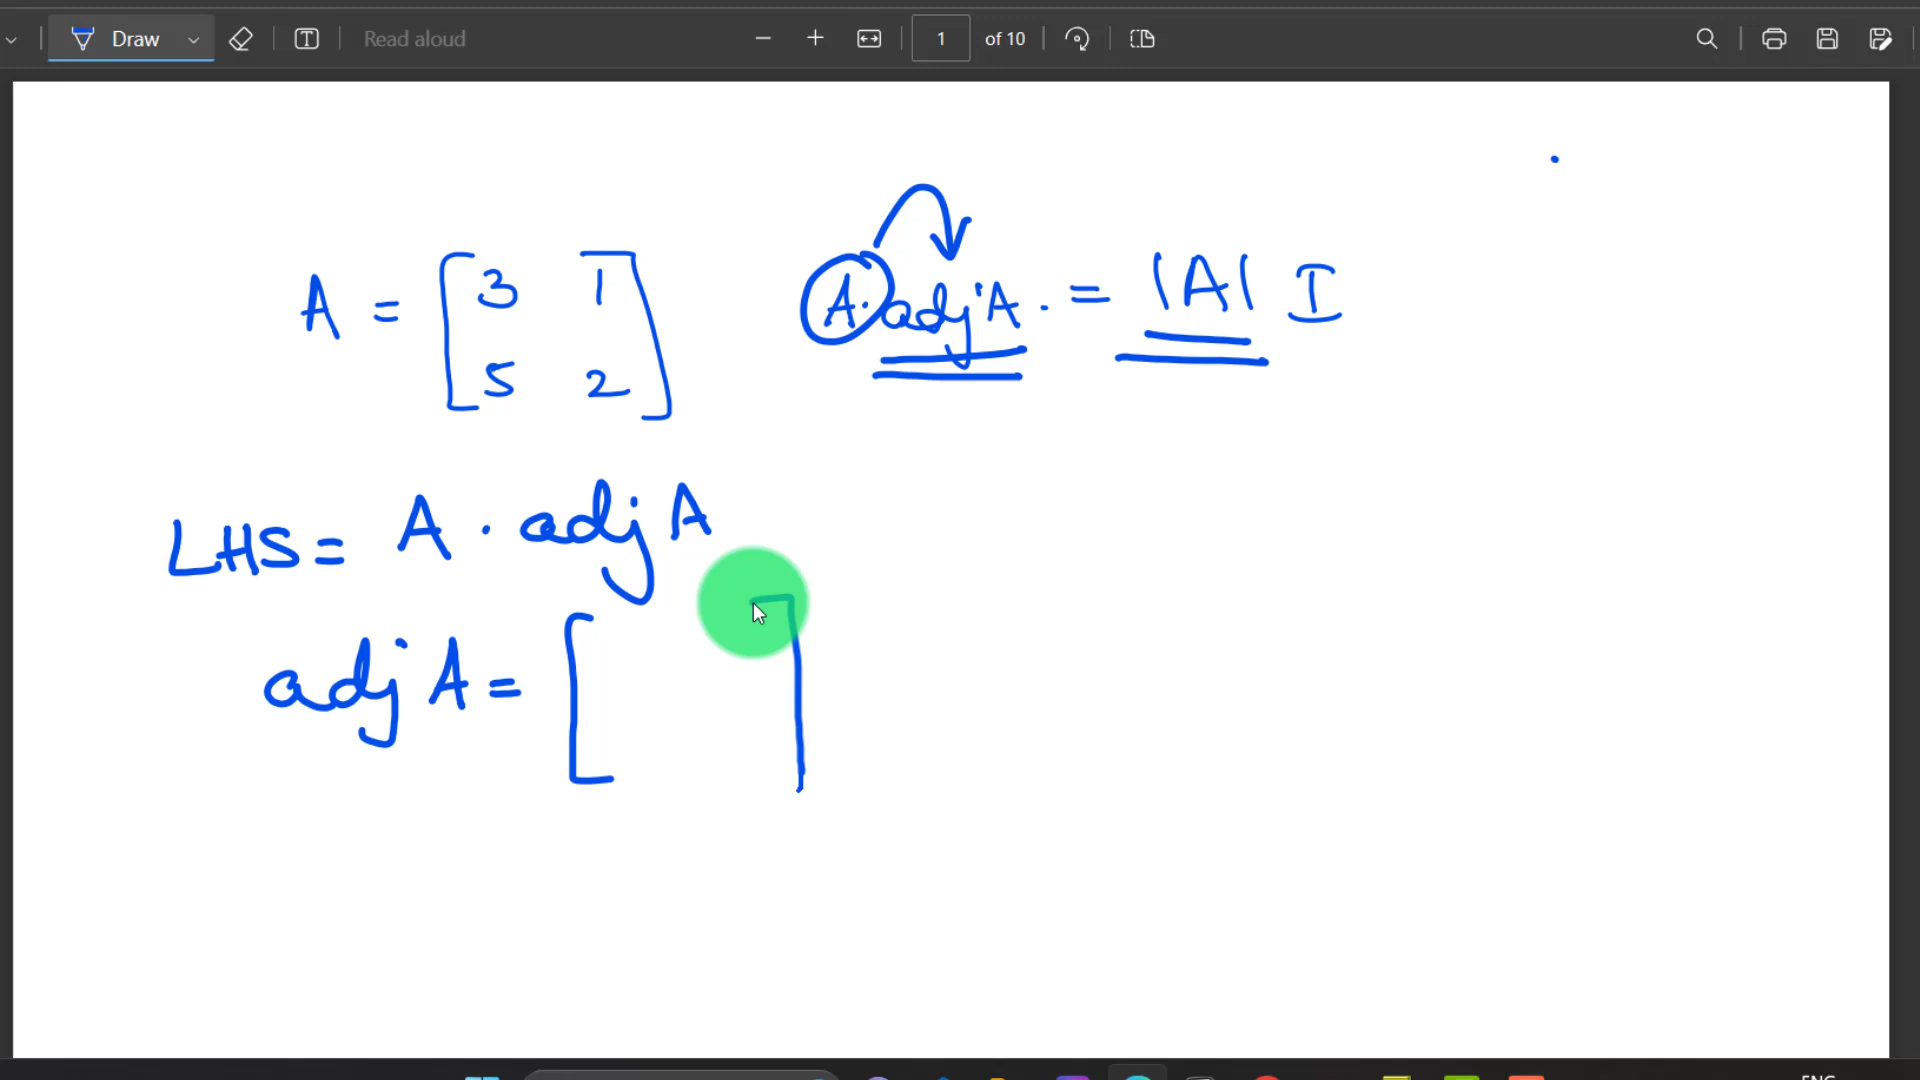 Draw Read aloud 1 of 10
A = [3 1
5 2]
A. adj A. = |A| I
LHS = A . adj A
adj A = [ ]